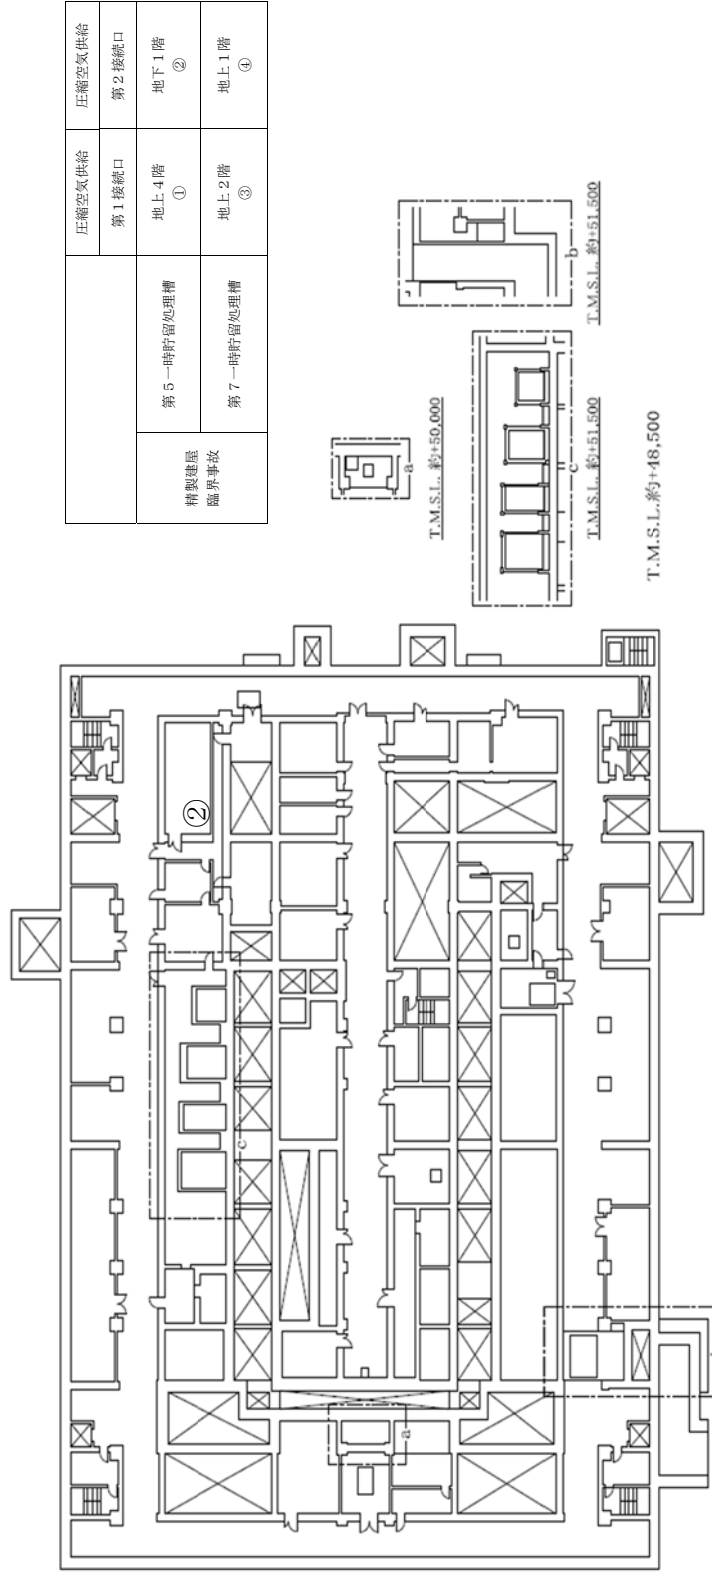 圧縮空気供給
圧縮空気供給
第1接続口
第2接続口
精製建屋
臨界事故
第5一時貯留処理槽
地上4階
①
地下1階
②
第7一時貯留処理槽
地上2階
③
地上1階
④
②
c
a
a
T.M.S.L. 約+50,000
b
T.M.S.L. 約+51,500
c
T.M.S.L. 約+51,500
T.M.S.L.約+48,500